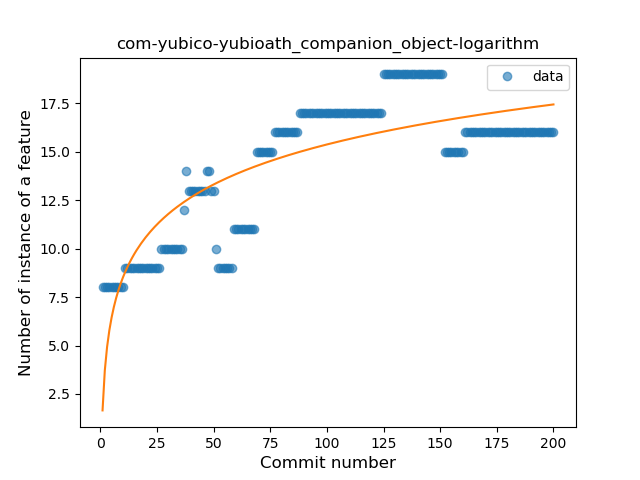 com-yubico-yubioath_companion_object-logarithm
data
Number of instance of a feature
17.5
15.0
12.5
10.0
7.5
5.0
2.5
0 25 50 75 100 125 150 175 200
Commit number